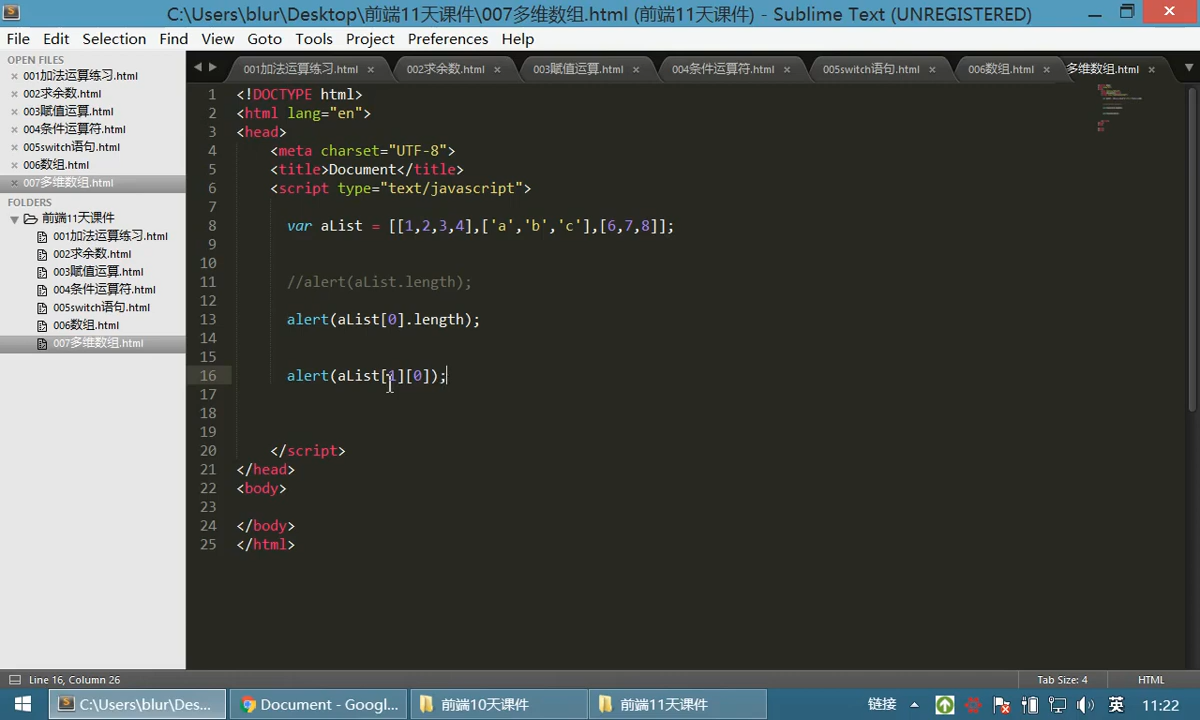 C:\Users\blur\Desktop\前端11天课件\007多维数组.html (前端11天课件) - Sublime Text (UNREGISTERED)
File Edit Selection Find View Goto Tools Project Preferences Help
OPEN FILES
001加法运算练习.html
002求余数.html
003赋值运算.html
004条件运算符.html
005switch语句.html
006数组.html
007多维数组.html
FOLDERS
前端11天课件
001加法运算练习.html
002求余数.html
003赋值运算.html
004条件运算符.html
005switch语句.html
006数组.html
007多维数组.html
001加法运算练习.html 002求余数.html 003赋值运算.html 004条件运算符.html 005switch语句.html 006数组.html 多维数组.html
1 <!DOCTYPE html>
2 <html lang="en">
3 <head>
4 <meta charset="UTF-8">
5 <title>Document</title>
6 <script type="text/javascript">
7
8 var aList = [[1,2,3,4],['a','b','c'],[6,7,8]];
9
10
11 //alert(aList.length);
12
13 alert(aList[0].length);
14
15
16 alert(aList[1][0]);
17
18
19
20 </script>
21 </head>
22 <body>
23
24 </body>
25 </html>
Line 16, Column 26 Tab Size: 4 HTML
C:\Users\blur\Des... Document - Googl... 前端10天课件 前端11天课件 链接 英 11:22